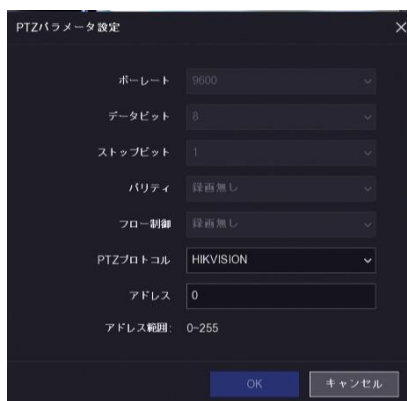 PTZパラメータ設定
ボーレート 9600
データビット 8
ストップビット 1
パリティ 録画無し
フロー制御 録画無し
PTZプロトコル HIKVISION
アドレス 0
アドレス範囲: 0~255
OK キャンセル